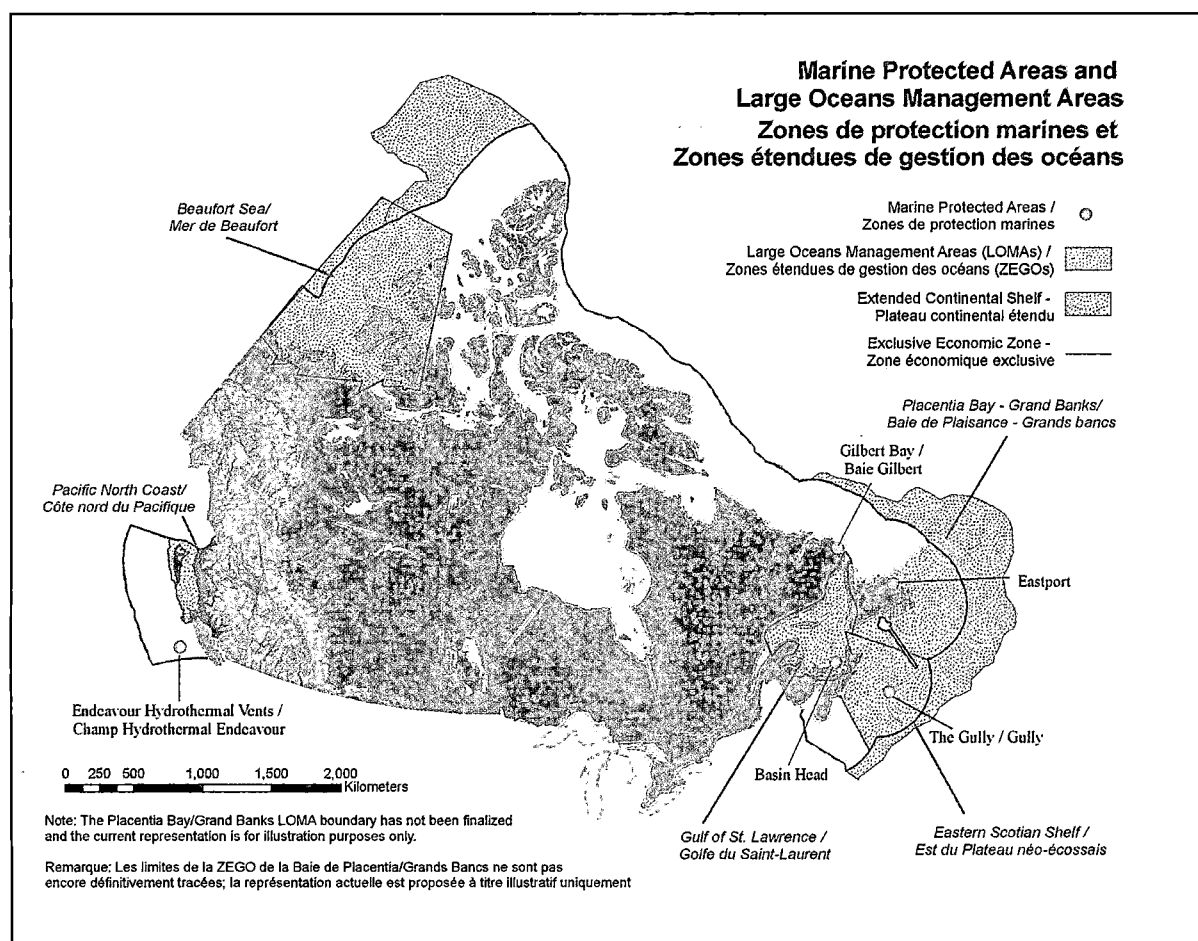 Marine Protected Areas and
Large Oceans Management Areas
Zones de protection marines et
Zones étendues de gestion des océans
Marine Protected Areas /
Zones de protection marines
Large Oceans Management Areas (LOMAs) /
Zones étendues de gestion des océans (ZEGOs)
Extended Continental Shelf -
Plateau continental étendu
Exclusive Economic Zone -
Zone économique exclusive
Beaufort Sea/
Mer de Beaufort
Placentia Bay - Grand Banks/
Baie de Plaisance - Grands bancs
Gilbert Bay /
Baie Gilbert
Pacific North Coast/
Côte nord du Pacifique
Eastport
Endeavour Hydrothermal Vents /
Champ Hydrothermal Endeavour
The Gully / Gully
Basin Head
Gulf of St. Lawrence /
Golfe du Saint-Laurent
Eastern Scotian Shelf /
Est du Plateau néo-écossais
0 250 500 1,000 1,500 2,000
Kilometers
Note: The Placentia Bay/Grand Banks LOMA boundary has not been finalized
and the current representation is for illustration purposes only.
Remarque: Les limites de la ZEGO de la Baie de Placentia/Grands Bancs ne sont pas
encore définitivement tracées; la représentation actuelle est proposée à titre illustratif uniquement